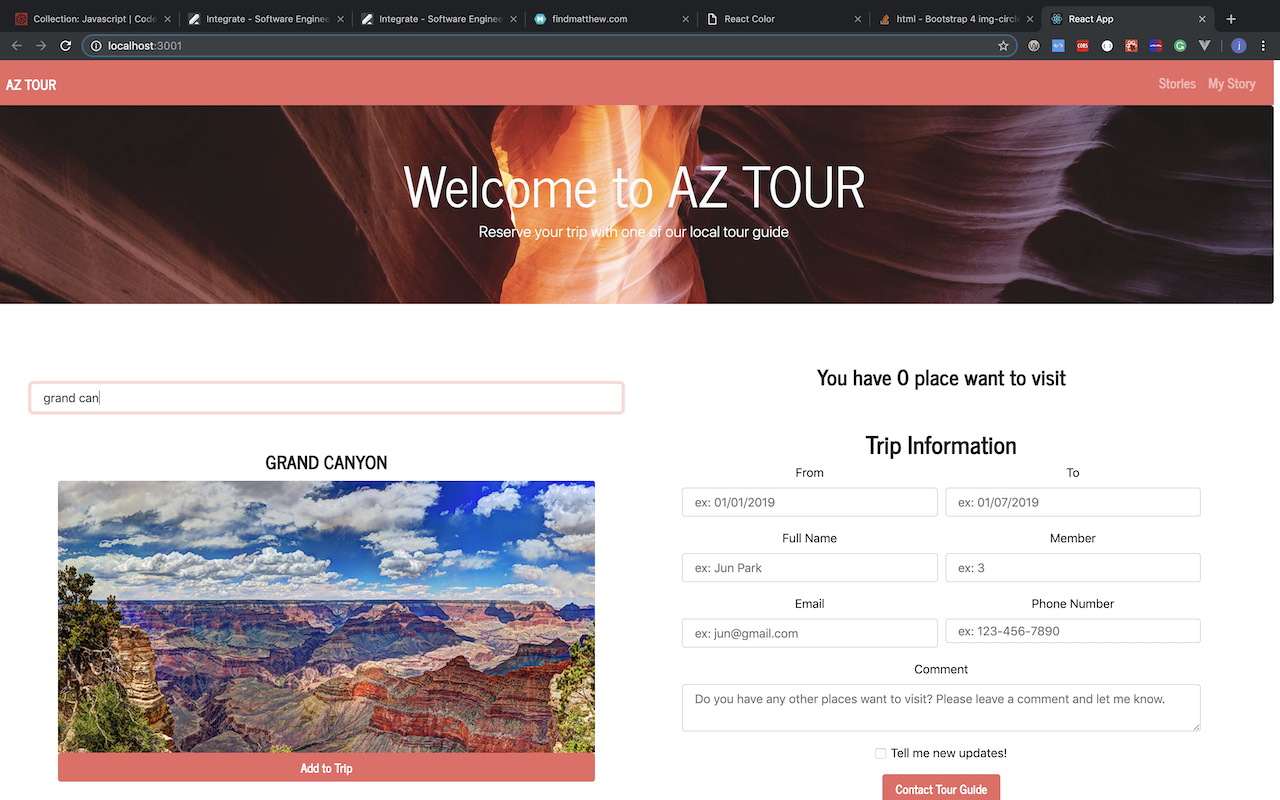 Collection: Javascript | Code
Integrate - Software Enginee
Integrate - Software Enginee
findmatthew.com
React Color
html - Bootstrap 4 img-circle
React App
localhost:3001
CORS
j
AZ TOUR
Stories
My Story
Welcome to AZ TOUR
Reserve your trip with one of our local tour guide
grand can
GRAND CANYON
Add to Trip
You have 0 place want to visit
Trip Information
From
To
ex: 01/01/2019
ex: 01/07/2019
Full Name
Member
ex: Jun Park
ex: 3
Email
Phone Number
ex: jun@gmail.com
ex: 123-456-7890
Comment
Do you have any other places want to visit? Please leave a comment and let me know.
Tell me new updates!
Contact Tour Guide